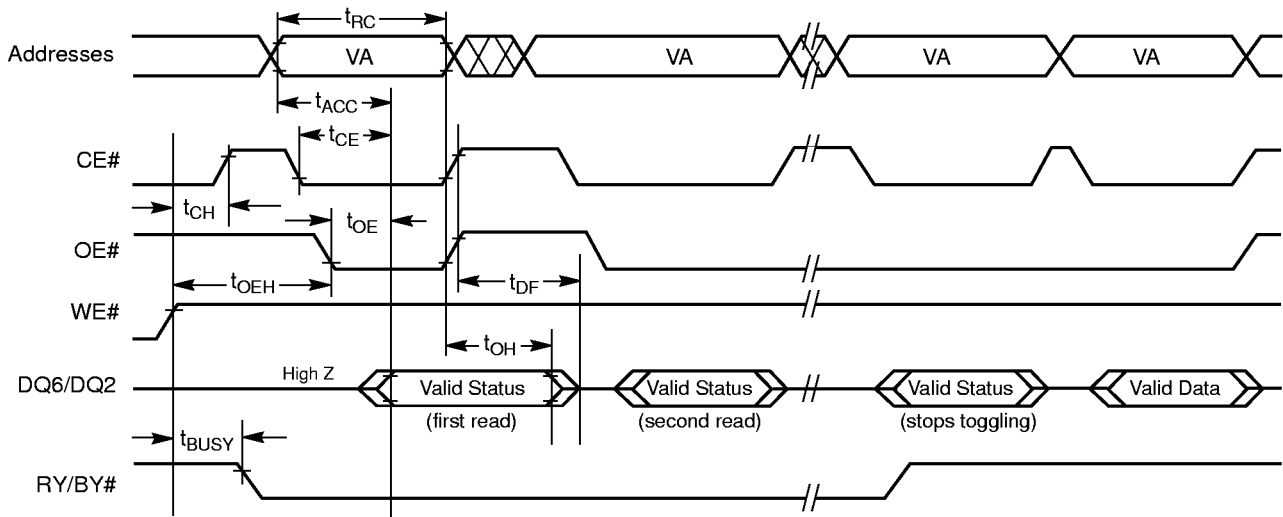 tRC
Addresses VA VA VA VA
tACC
tCE
CE#
tCH tOE
OE#
tOEH tDF
WE#
tOH
High Z
DQ6/DQ2 Valid Status Valid Status Valid Status Valid Data
(first read) (second read) (stops toggling)
tBUSY
RY/BY#